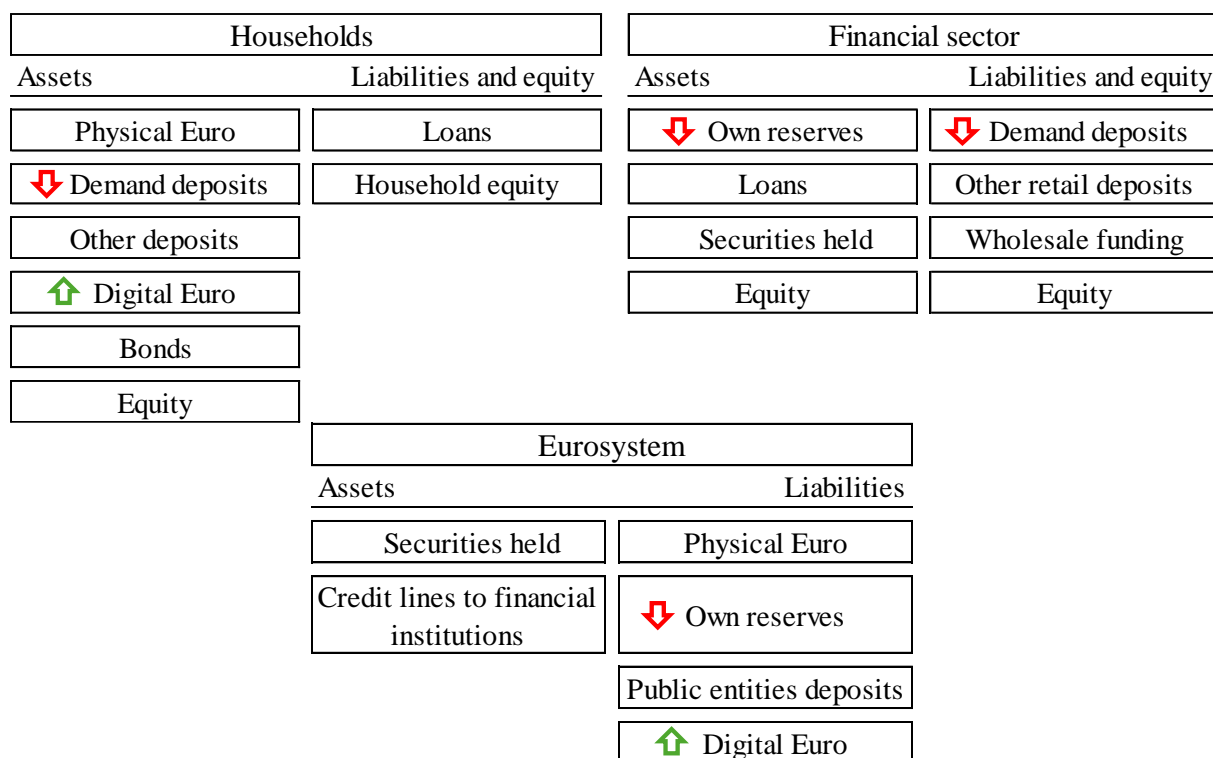 Households
Assets Liabilities and equity
Physical Euro Loans
Demand deposits Household equity
Other deposits
Digital Euro
Bonds
Equity
Financial sector
Assets Liabilities and equity
Own reserves Demand deposits
Loans Other retail deposits
Securities held Wholesale funding
Equity Equity
Eurosystem
Assets Liabilities
Securities held Physical Euro
Credit lines to financial
institutions
Own reserves
Public entities deposits
Digital Euro